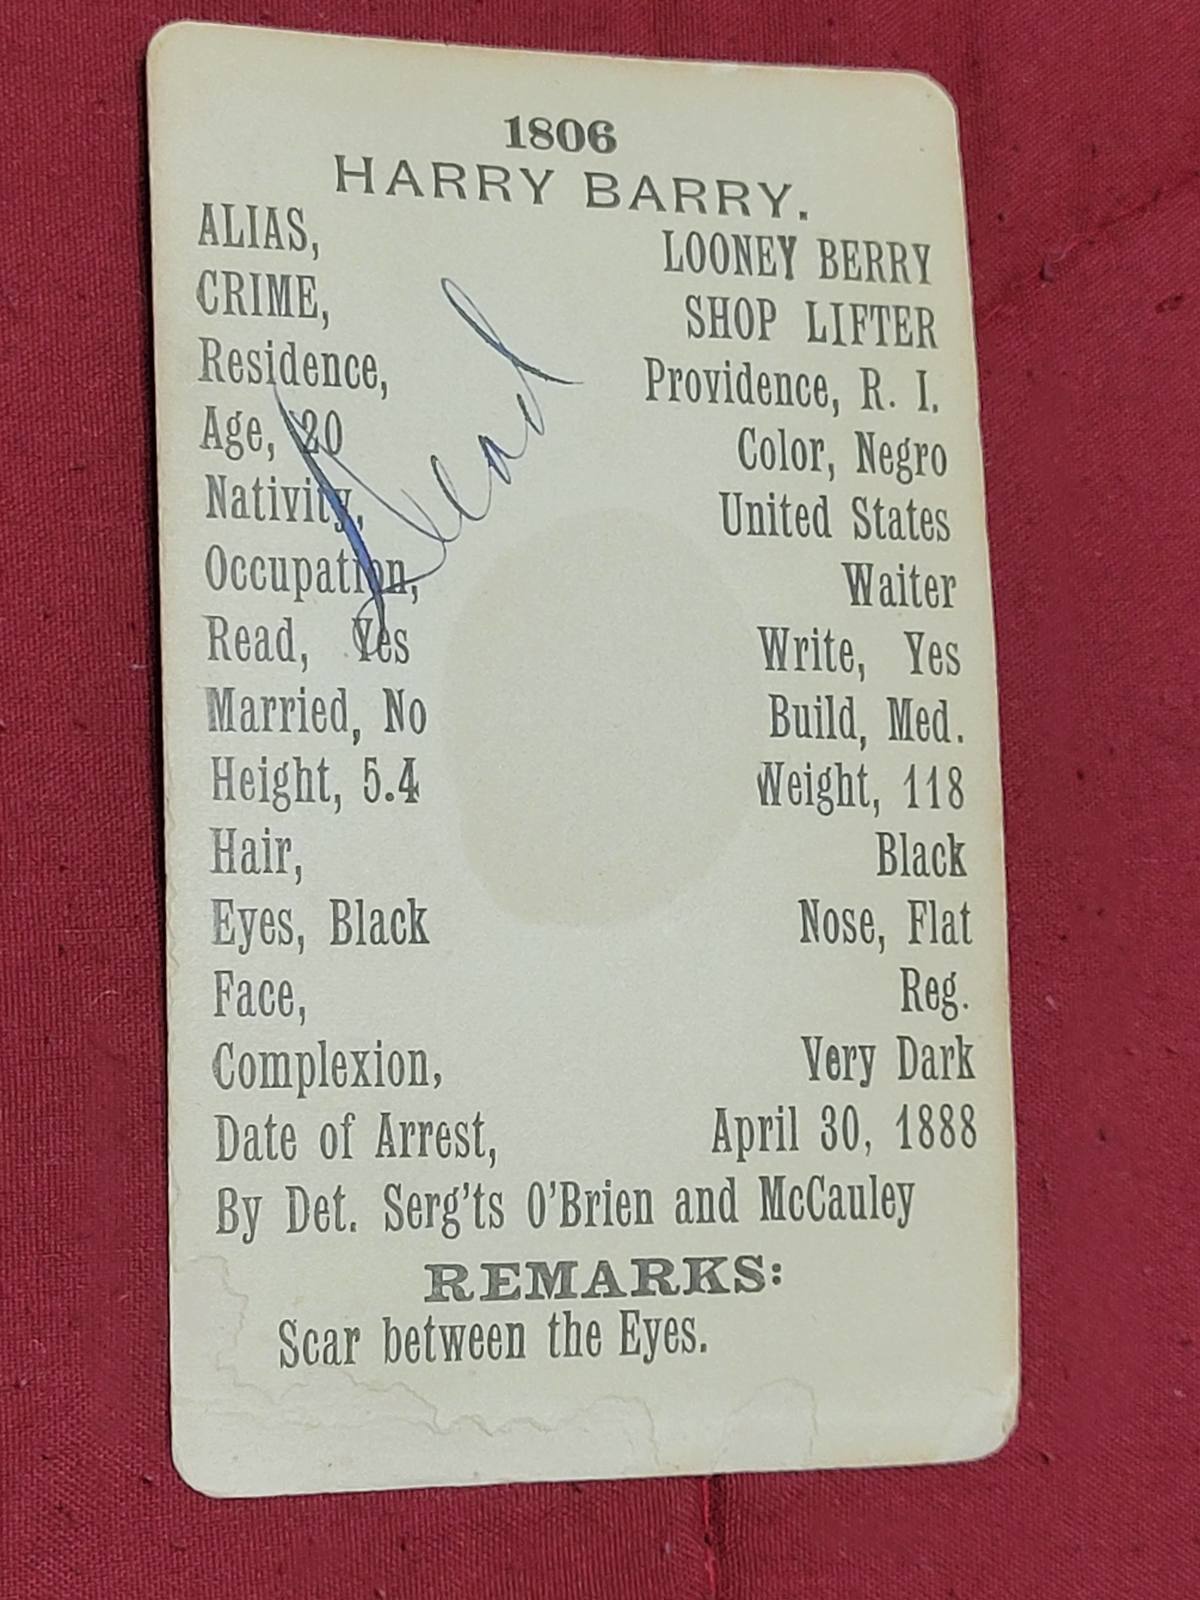 1806
HARRY BARRY.
ALIAS, LOONEY BERRY
CRIME, SHOP LIFTER
Residence, Providence, R. I.
Age, 20 Color, Negro
Nativity, United States
Occupation, Waiter
Read, Yes Write, Yes
Married, No Build, Med.
Height, 5.4 Weight, 118
Hair, Black
Eyes, Black Nose, Flat
Face, Reg.
Complexion, Very Dark
Date of Arrest, April 30, 1888
By Det. Serg'ts O'Brien and McCauley
REMARKS:
Scar between the Eyes.
Dead